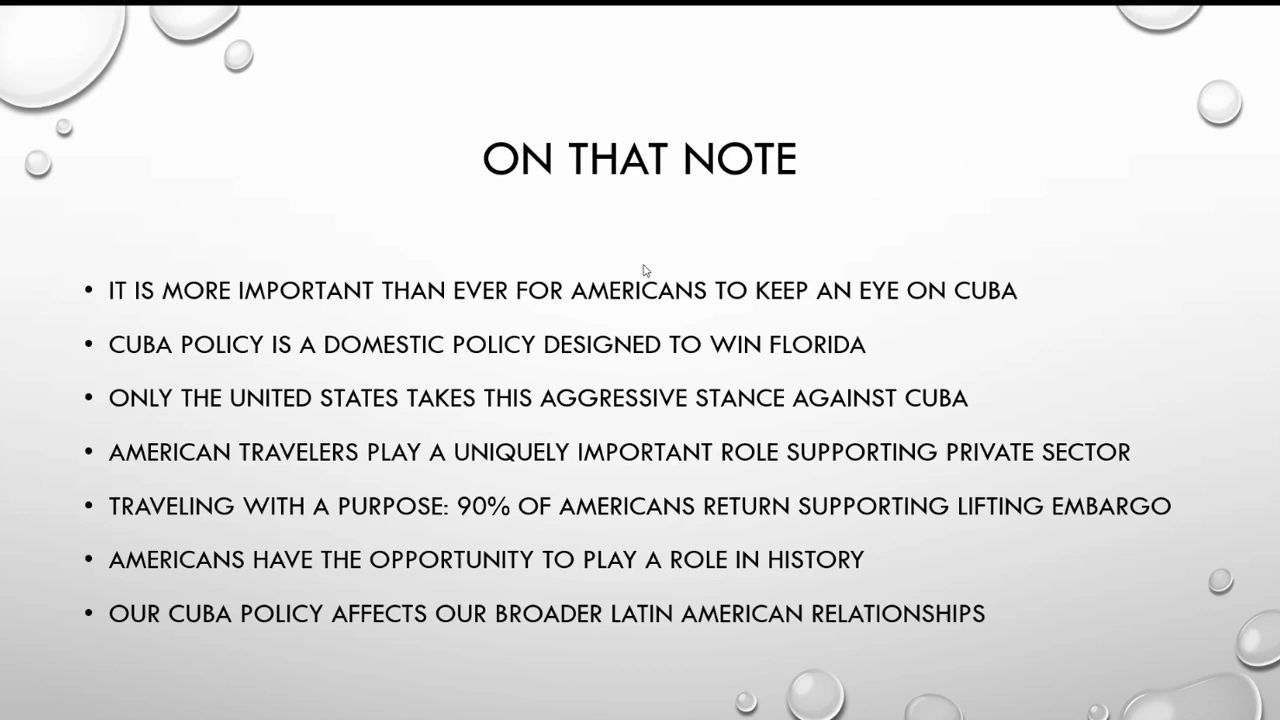 ON THAT NOTE
• IT IS MORE IMPORTANT THAN EVER FOR AMERICANS TO KEEP AN EYE ON CUBA
• CUBA POLICY IS A DOMESTIC POLICY DESIGNED TO WIN FLORIDA
• ONLY THE UNITED STATES TAKES THIS AGGRESSIVE STANCE AGAINST CUBA
• AMERICAN TRAVELERS PLAY A UNIQUELY IMPORTANT ROLE SUPPORTING PRIVATE SECTOR
• TRAVELING WITH A PURPOSE: 90% OF AMERICANS RETURN SUPPORTING LIFTING EMBARGO
• AMERICANS HAVE THE OPPORTUNITY TO PLAY A ROLE IN HISTORY
• OUR CUBA POLICY AFFECTS OUR BROADER LATIN AMERICAN RELATIONSHIPS